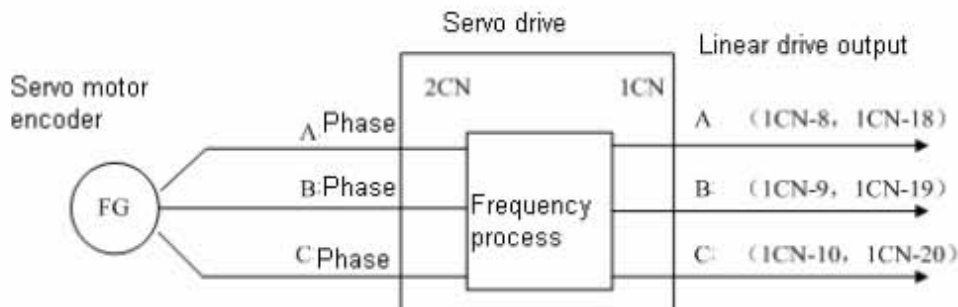 Servo drive
Linear drive output
Servo motor
encoder
2CN
1CN
A Phase
A （1CN-8，1CN-18）
B:Phase
B: （1CN-9，1CN-19）
FG
Frequency
process
C Phase
C: （1CN-10，1CN-20）